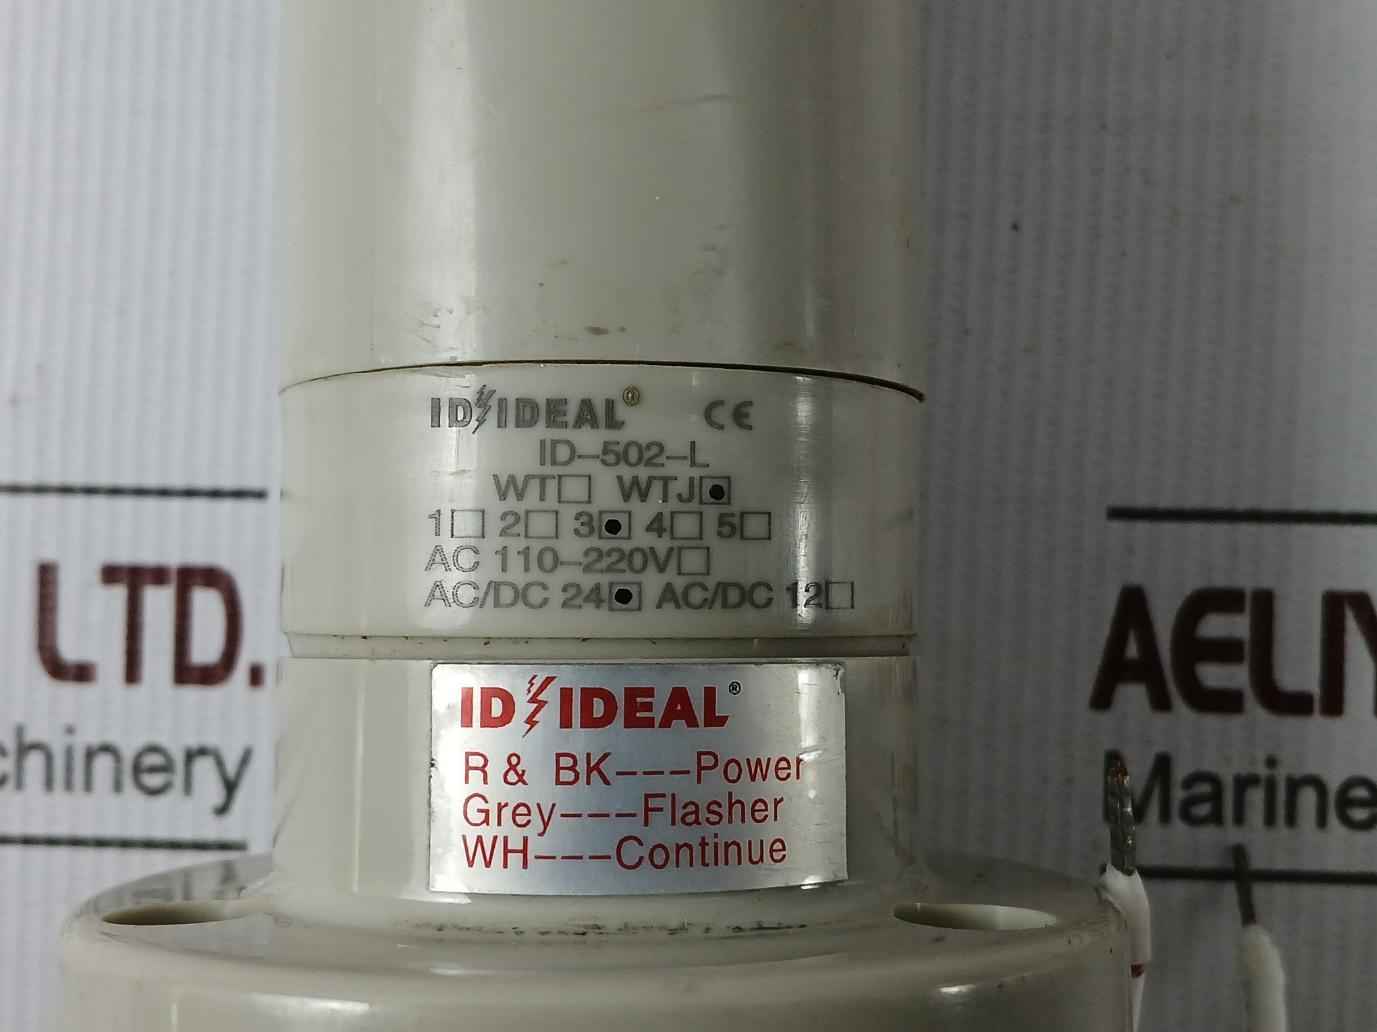 ID IDEAL® CE
ID-502-L
WT☐ WTJ☒
1☐ 2☐ 3☒ 4☐ 5☐
AC 110-220V☐
AC/DC 24☒ AC/DC 12☐
ID IDEAL®
R & BK---Power
Grey---Flasher
WH---Continue
LTD.
chinery
AELIY
Marine